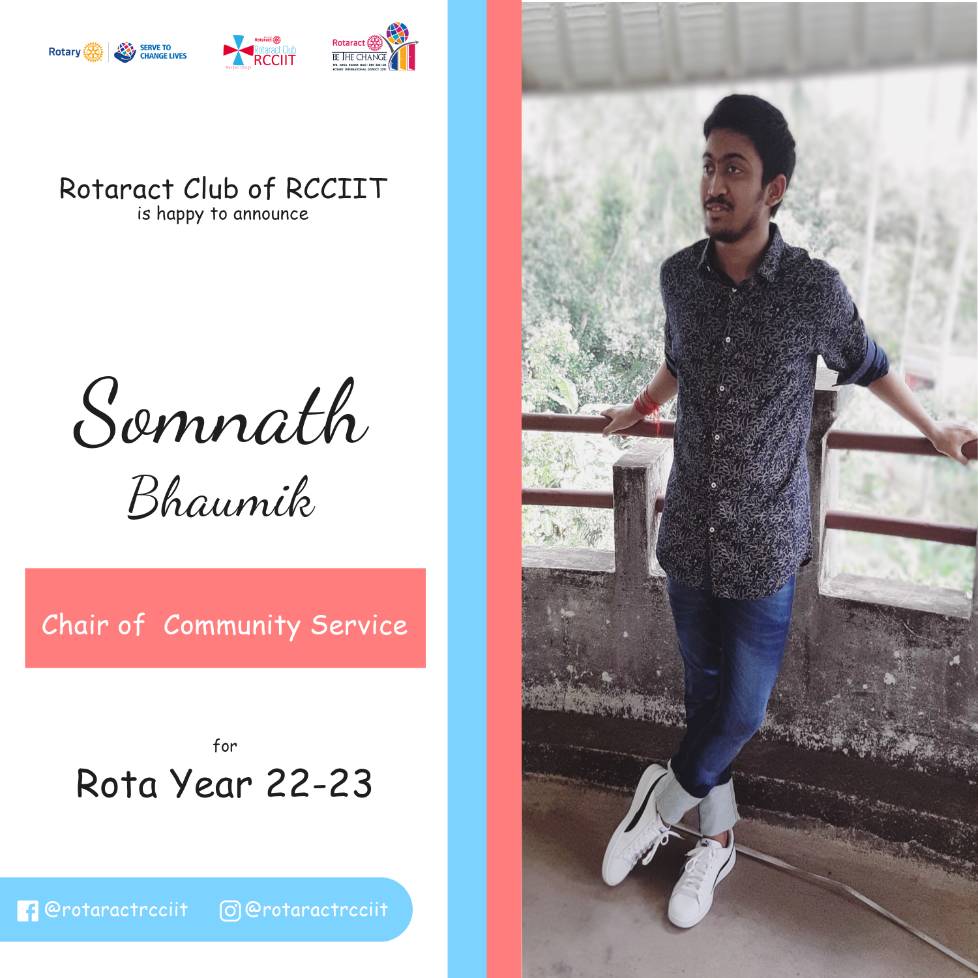 Rotary
SERVE TO
CHANGE LIVES
Rotaract
Rotaract Club
RCCIIT
Rotaract
BE THE CHANGE
Rotaract Club of RCCIIT
is happy to announce
Somnath
Bhaumik
Chair of  Community Service
for
Rota Year 22-23
@rotaractrcciit
@rotaractrcciit